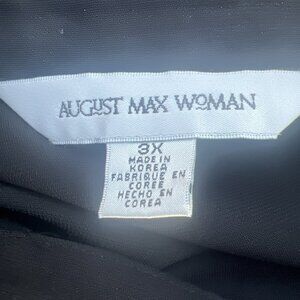 AUGUST MAX WOMAN
3X
MADE IN
KOREA
FABRIQUE EN
COREE
HECHO EN
COREA